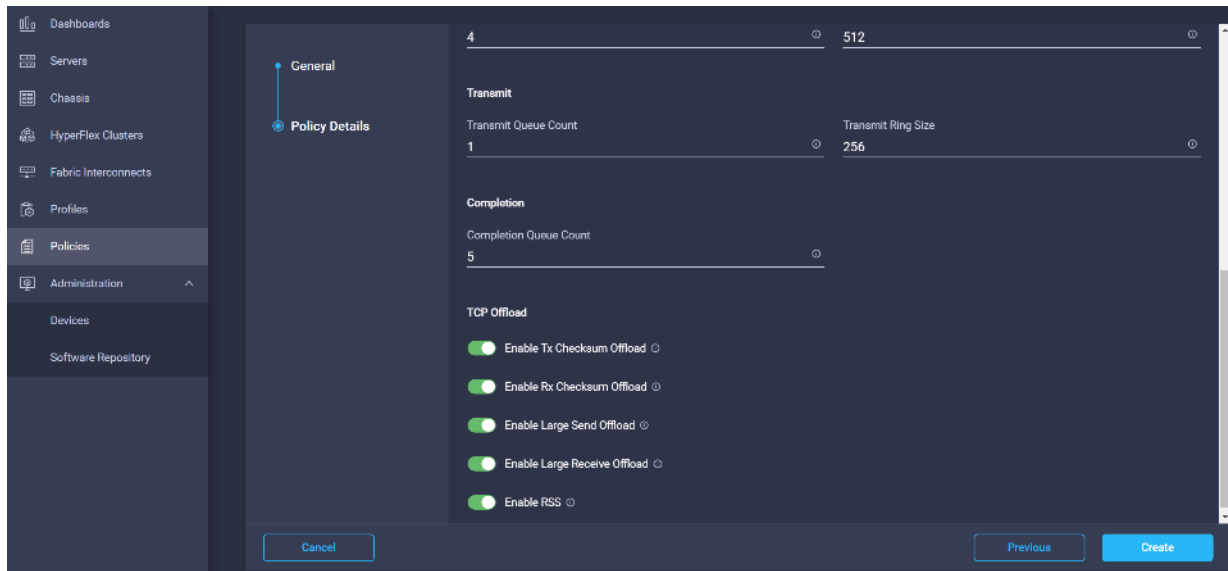 Dashboards
Servers
Chassis
HyperFlex Clusters
Fabric Interconnects
Profiles
Policies
Administration
Devices
Software Repository
General
Policy Details
4 512
Transmit
Transmit Queue Count Transmit Ring Size
1 256
Completion
Completion Queue Count
5
TCP Offload
Enable Tx Checksum Offload
Enable Rx Checksum Offload
Enable Large Send Offload
Enable Large Receive Offload
Enable RSS
Cancel Previous Create